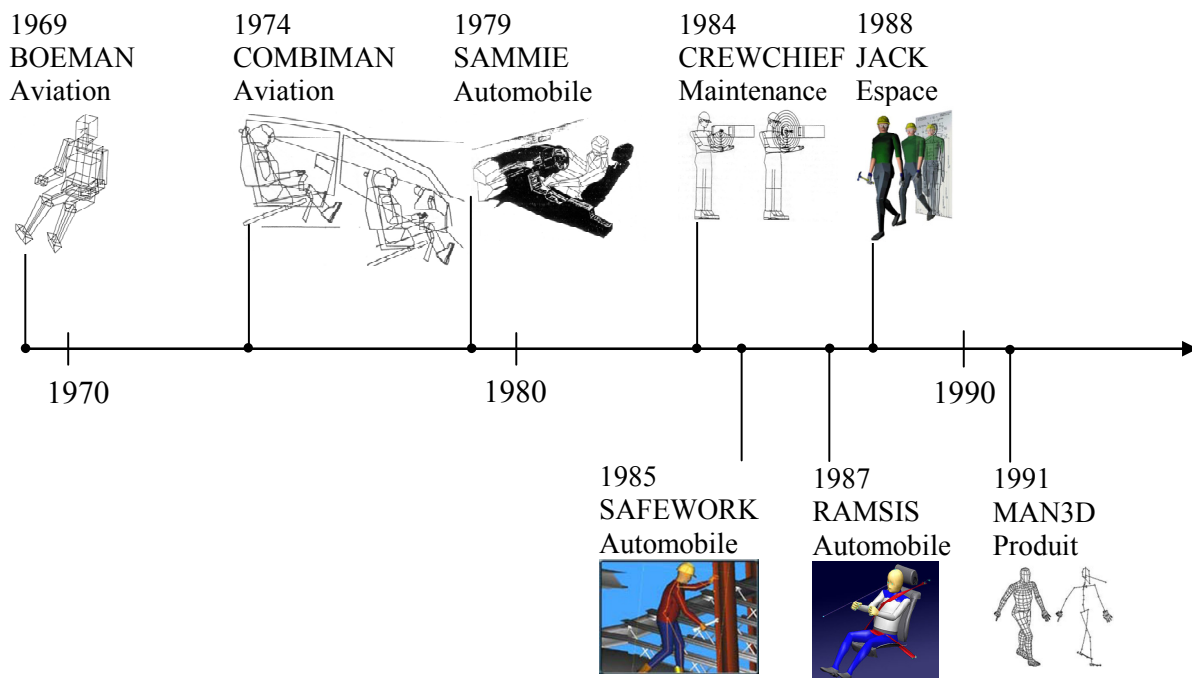 1969
BOEMAN
Aviation
1974
COMBIMAN
Aviation
1979
SAMMIE
Automobile
1984
CREWCHIEF
Maintenance
1988
JACK
Espace
1970
1980
1990
1985
SAFEWORK
Automobile
1987
RAMSIS
Automobile
1991
MAN3D
Produit